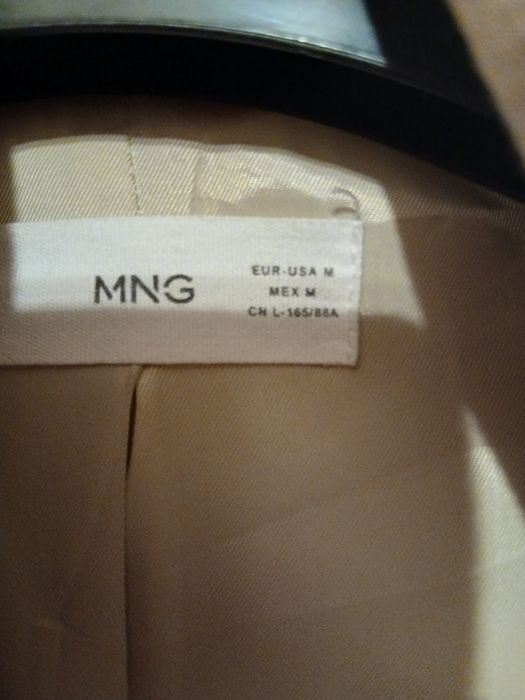 MNG
EUR-USA M
MEX M
CN L-165/88A